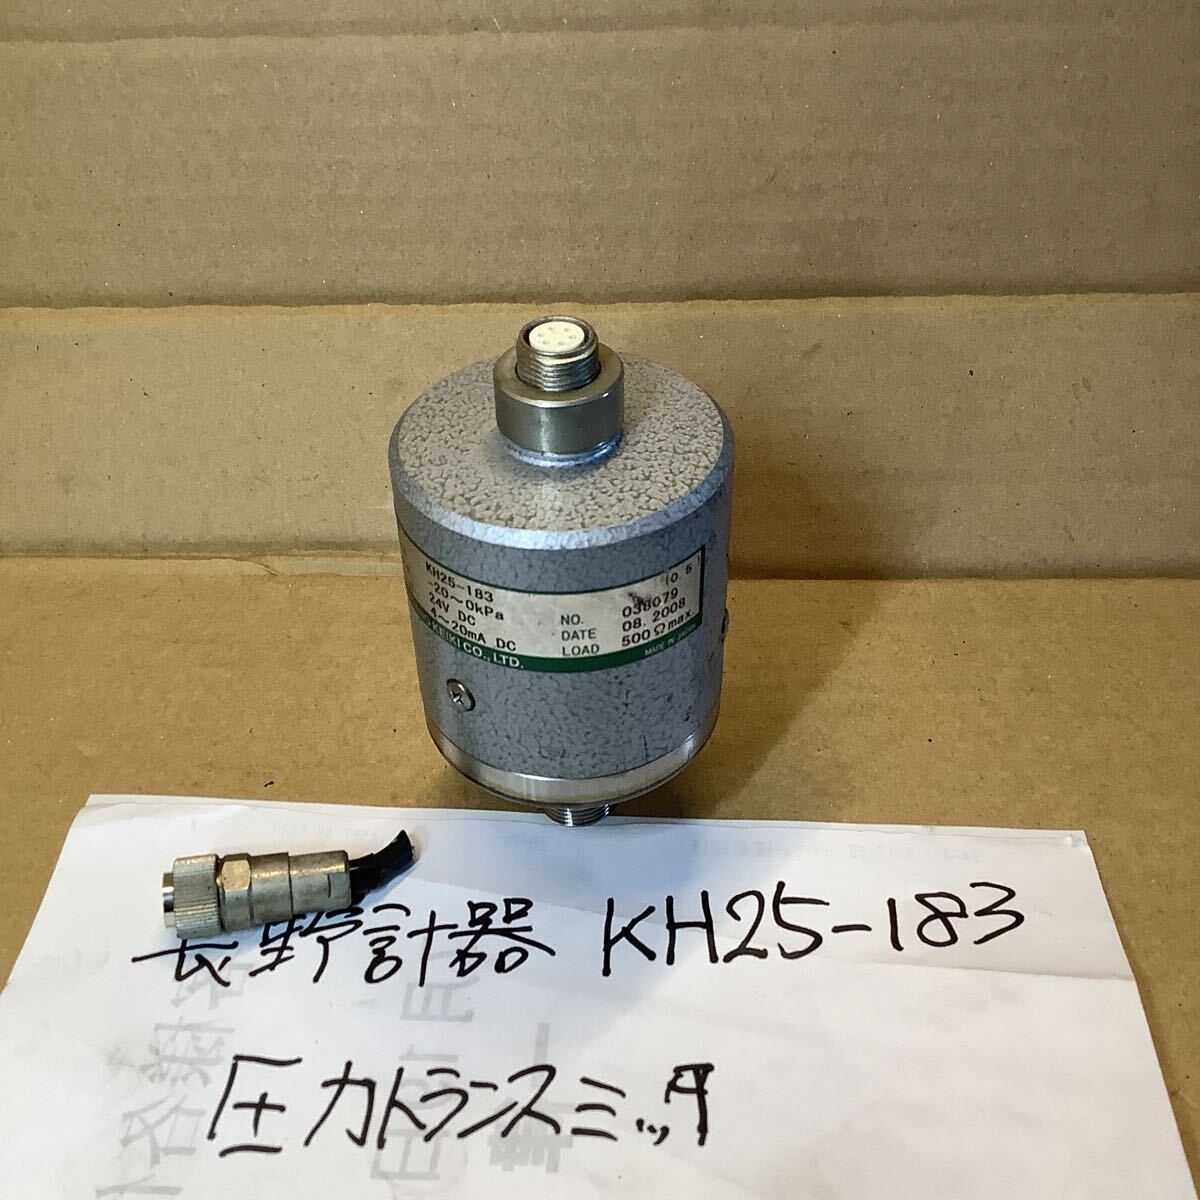 KH25-183 (0.5
-20~0kPa NO. 038079
24V DC DATE 08.2008
4~20mA DC LOAD 500Ωmax.
KEIKI CO.,LTD. MADE IN JAPAN
長野計器 KH25-183
圧力トランスミッタ